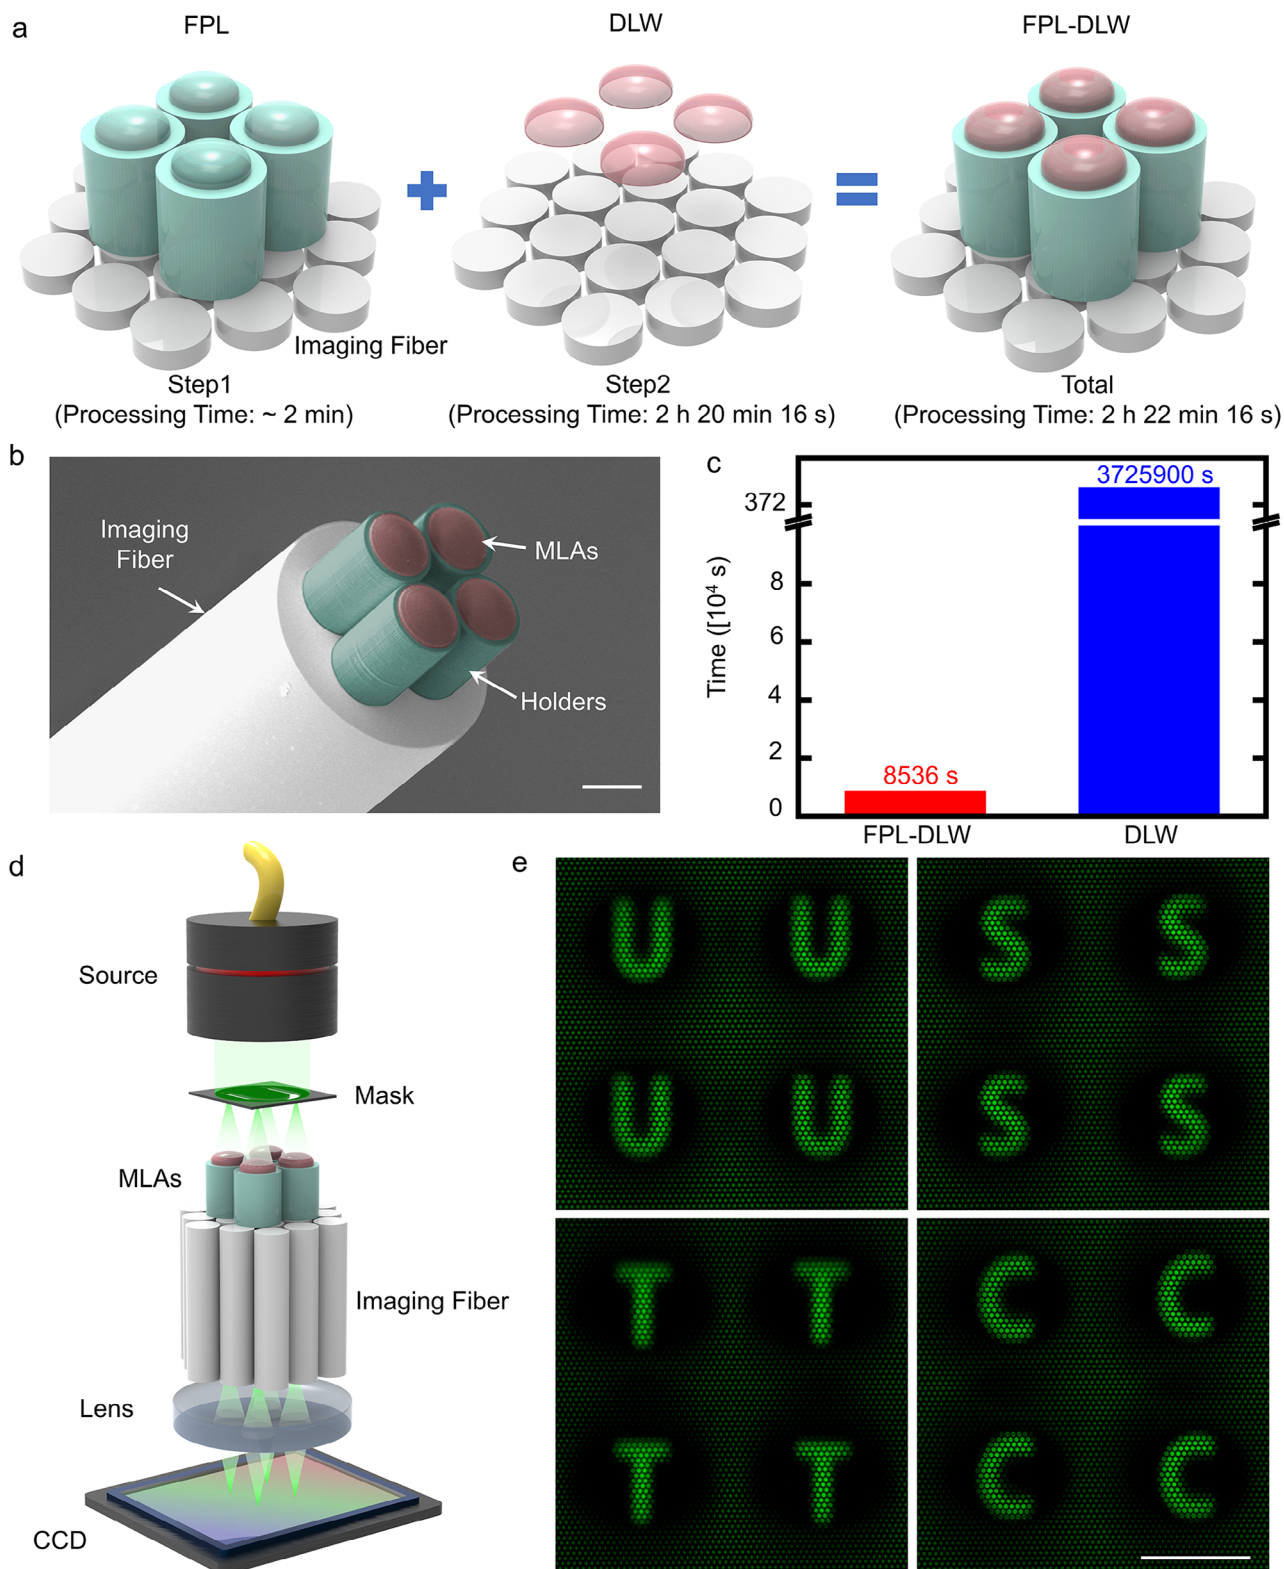 a
FPL
DLW
FPL-DLW
Imaging Fiber
Step1
(Processing Time: ~ 2 min)
Step2
(Processing Time: 2 h 20 min 16 s)
Total
(Processing Time: 2 h 22 min 16 s)
b
Imaging
Fiber
MLAs
Holders
c
3725900 s
372
8
6
4
2
0
Time ([10⁴ s)
8536 s
FPL-DLW
DLW
d
Source
Mask
MLAs
Imaging Fiber
Lens
CCD
e
U U
U U
S S
S S
T T
T T
C C
C C